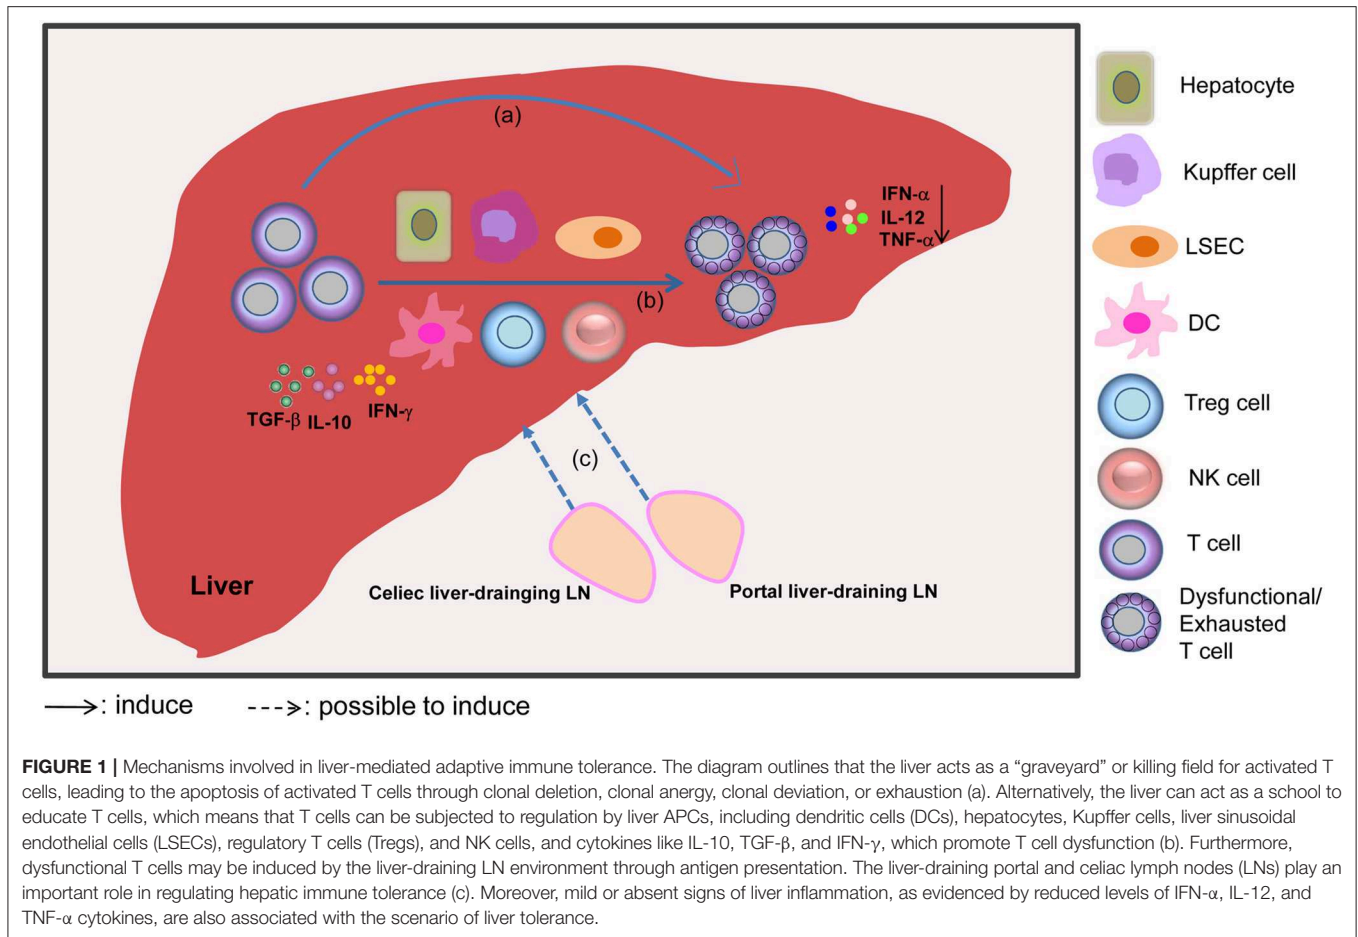 (a)
IFN-α
IL-12
TNF-α
(b)
TGF-β IL-10
IFN-γ
(c)
Liver
Celiec liver-drainging LN
Portal liver-draining LN
Hepatocyte
Kupffer cell
LSEC
DC
Treg cell
NK cell
T cell
Dysfunctional/
Exhausted
T cell
: induce
: possible to induce
FIGURE 1 | Mechanisms involved in liver-mediated adaptive immune tolerance. The diagram outlines that the liver acts as a “graveyard” or killing field for activated T
cells, leading to the apoptosis of activated T cells through clonal deletion, clonal anergy, clonal deviation, or exhaustion (a). Alternatively, the liver can act as a school to
educate T cells, which means that T cells can be subjected to regulation by liver APCs, including dendritic cells (DCs), hepatocytes, Kupffer cells, liver sinusoidal
endothelial cells (LSECs), regulatory T cells (Tregs), and NK cells, and cytokines like IL-10, TGF-β, and IFN-γ, which promote T cell dysfunction (b). Furthermore,
dysfunctional T cells may be induced by the liver-draining LN environment through antigen presentation. The liver-draining portal and celiac lymph nodes (LNs) play an
important role in regulating hepatic immune tolerance (c). Moreover, mild or absent signs of liver inflammation, as evidenced by reduced levels of IFN-α, IL-12, and
TNF-α cytokines, are also associated with the scenario of liver tolerance.